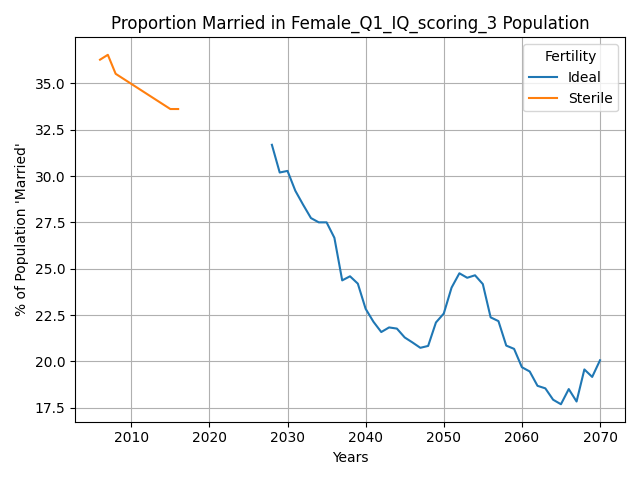 Proportion Married in Female_Q1_IQ_scoring_3 Population
Fertility
Ideal
Sterile
% of Population 'Married'
35.0
32.5
30.0
27.5
25.0
22.5
20.0
17.5
2010 2020 2030 2040 2050 2060 2070
Years